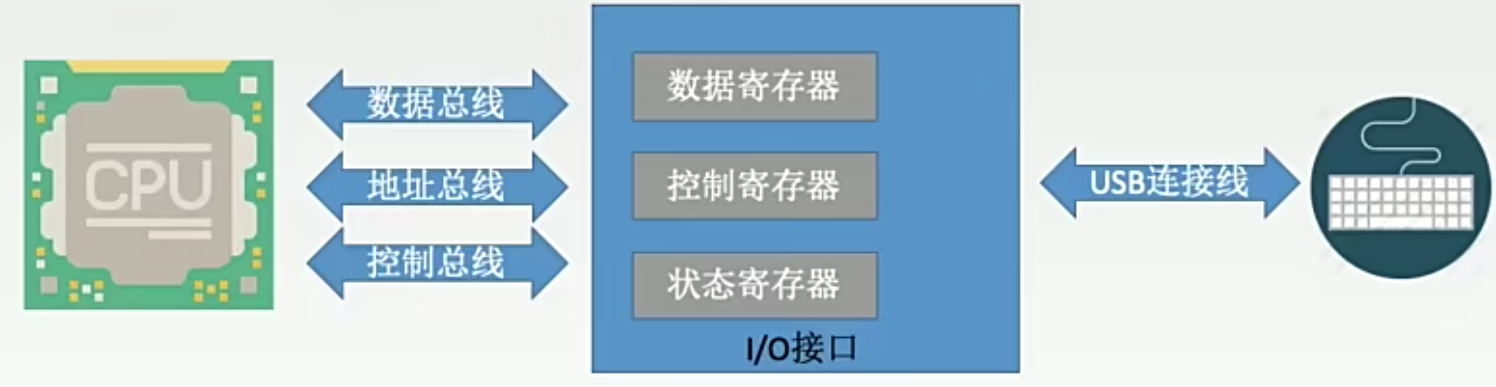 CPU
数据总线
地址总线
控制总线
数据寄存器
控制寄存器
状态寄存器
I/O接口
USB连接线